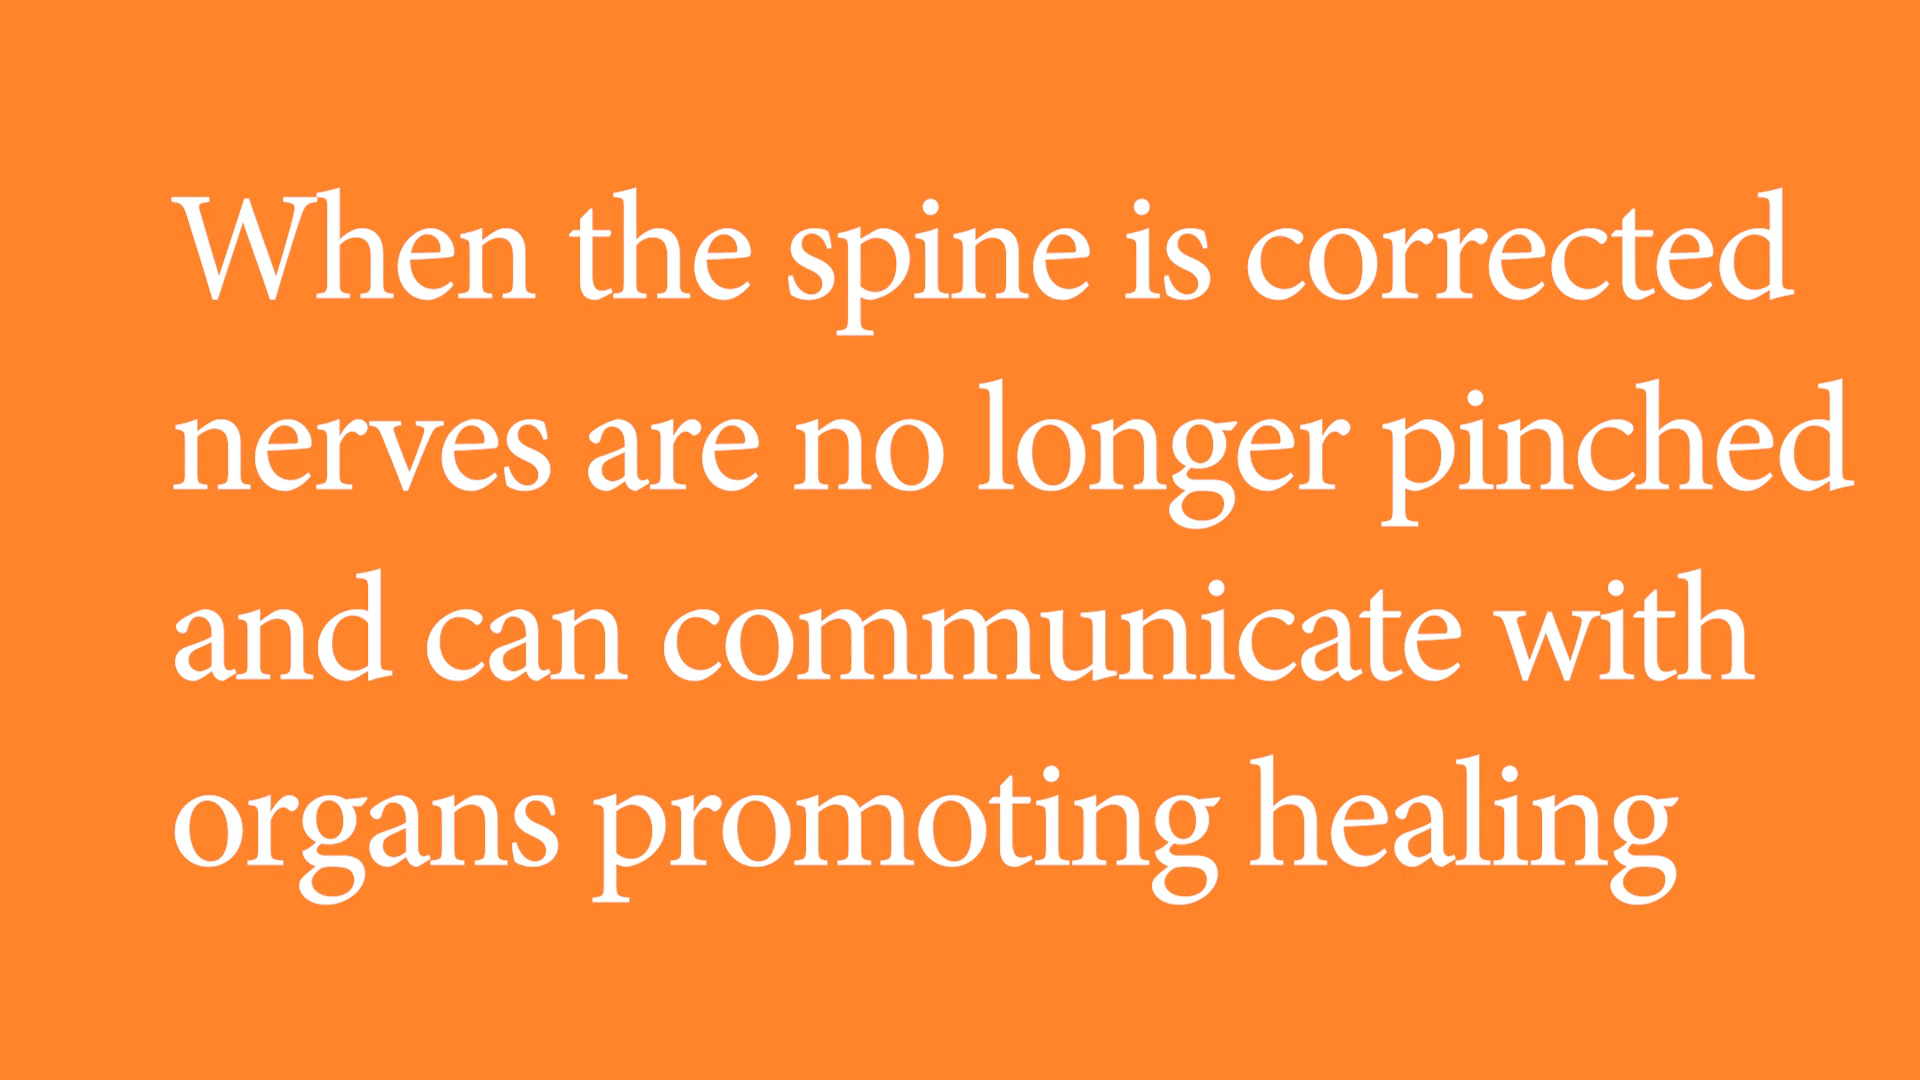 When the spine is corrected
nerves are no longer pinched
and can communicate with
organs promoting healing